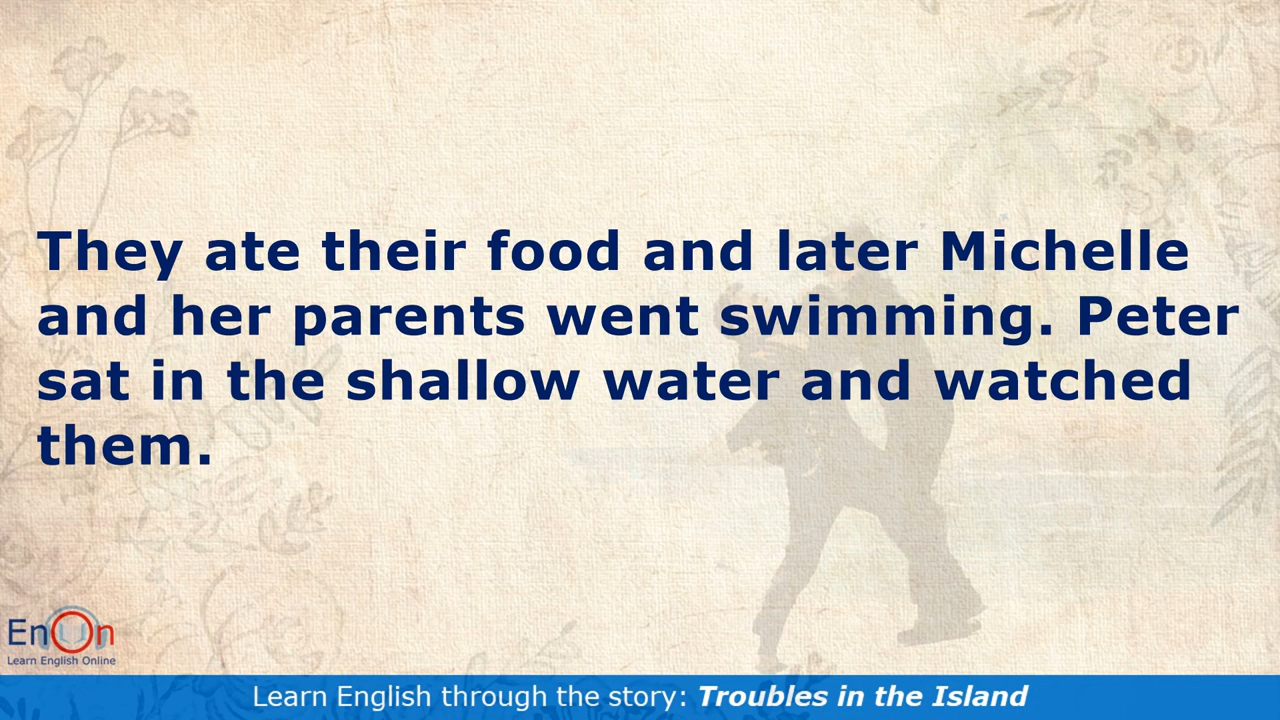 They ate their food and later Michelle
and her parents went swimming. Peter
sat in the shallow water and watched
them.
EnOn
Learn English Online
Learn English through the story: Troubles in the Island